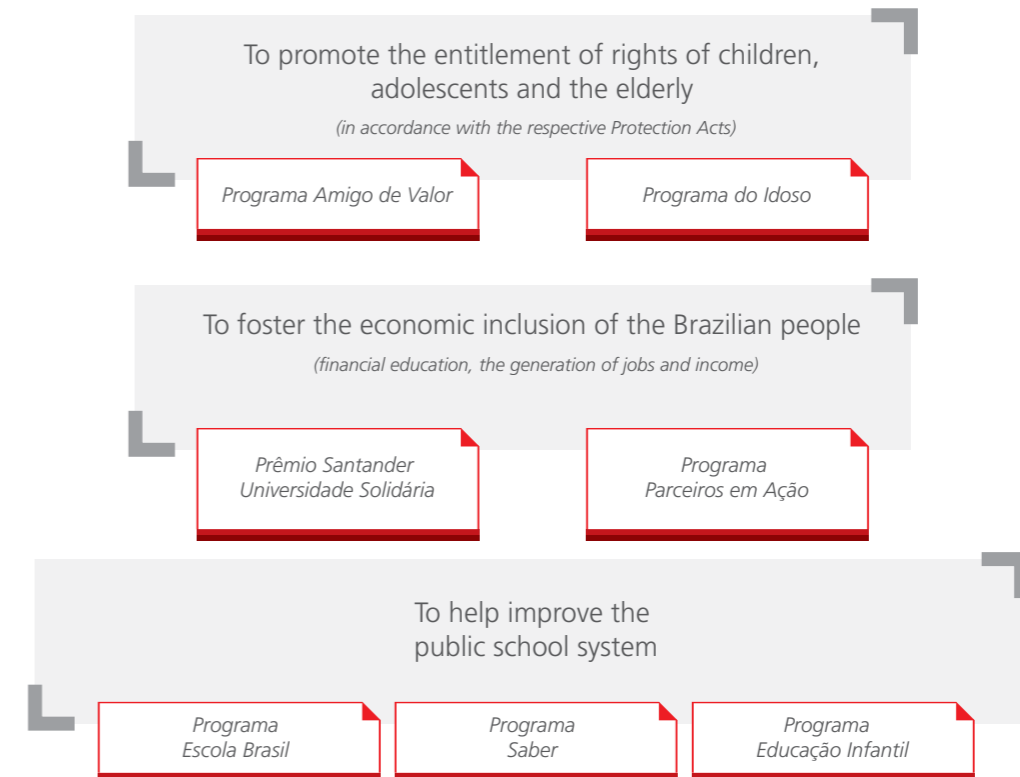 To promote the entitlement of rights of children,
adolescents and the elderly
(in accordance with the respective Protection Acts)
Programa Amigo de Valor
Programa do Idoso
To foster the economic inclusion of the Brazilian people
(financial education, the generation of jobs and income)
Prêmio Santander
Universidade Solidária
Programa
Parceiros em Ação
To help improve the
public school system
Programa
Escola Brasil
Programa
Saber
Programa
Educação Infantil